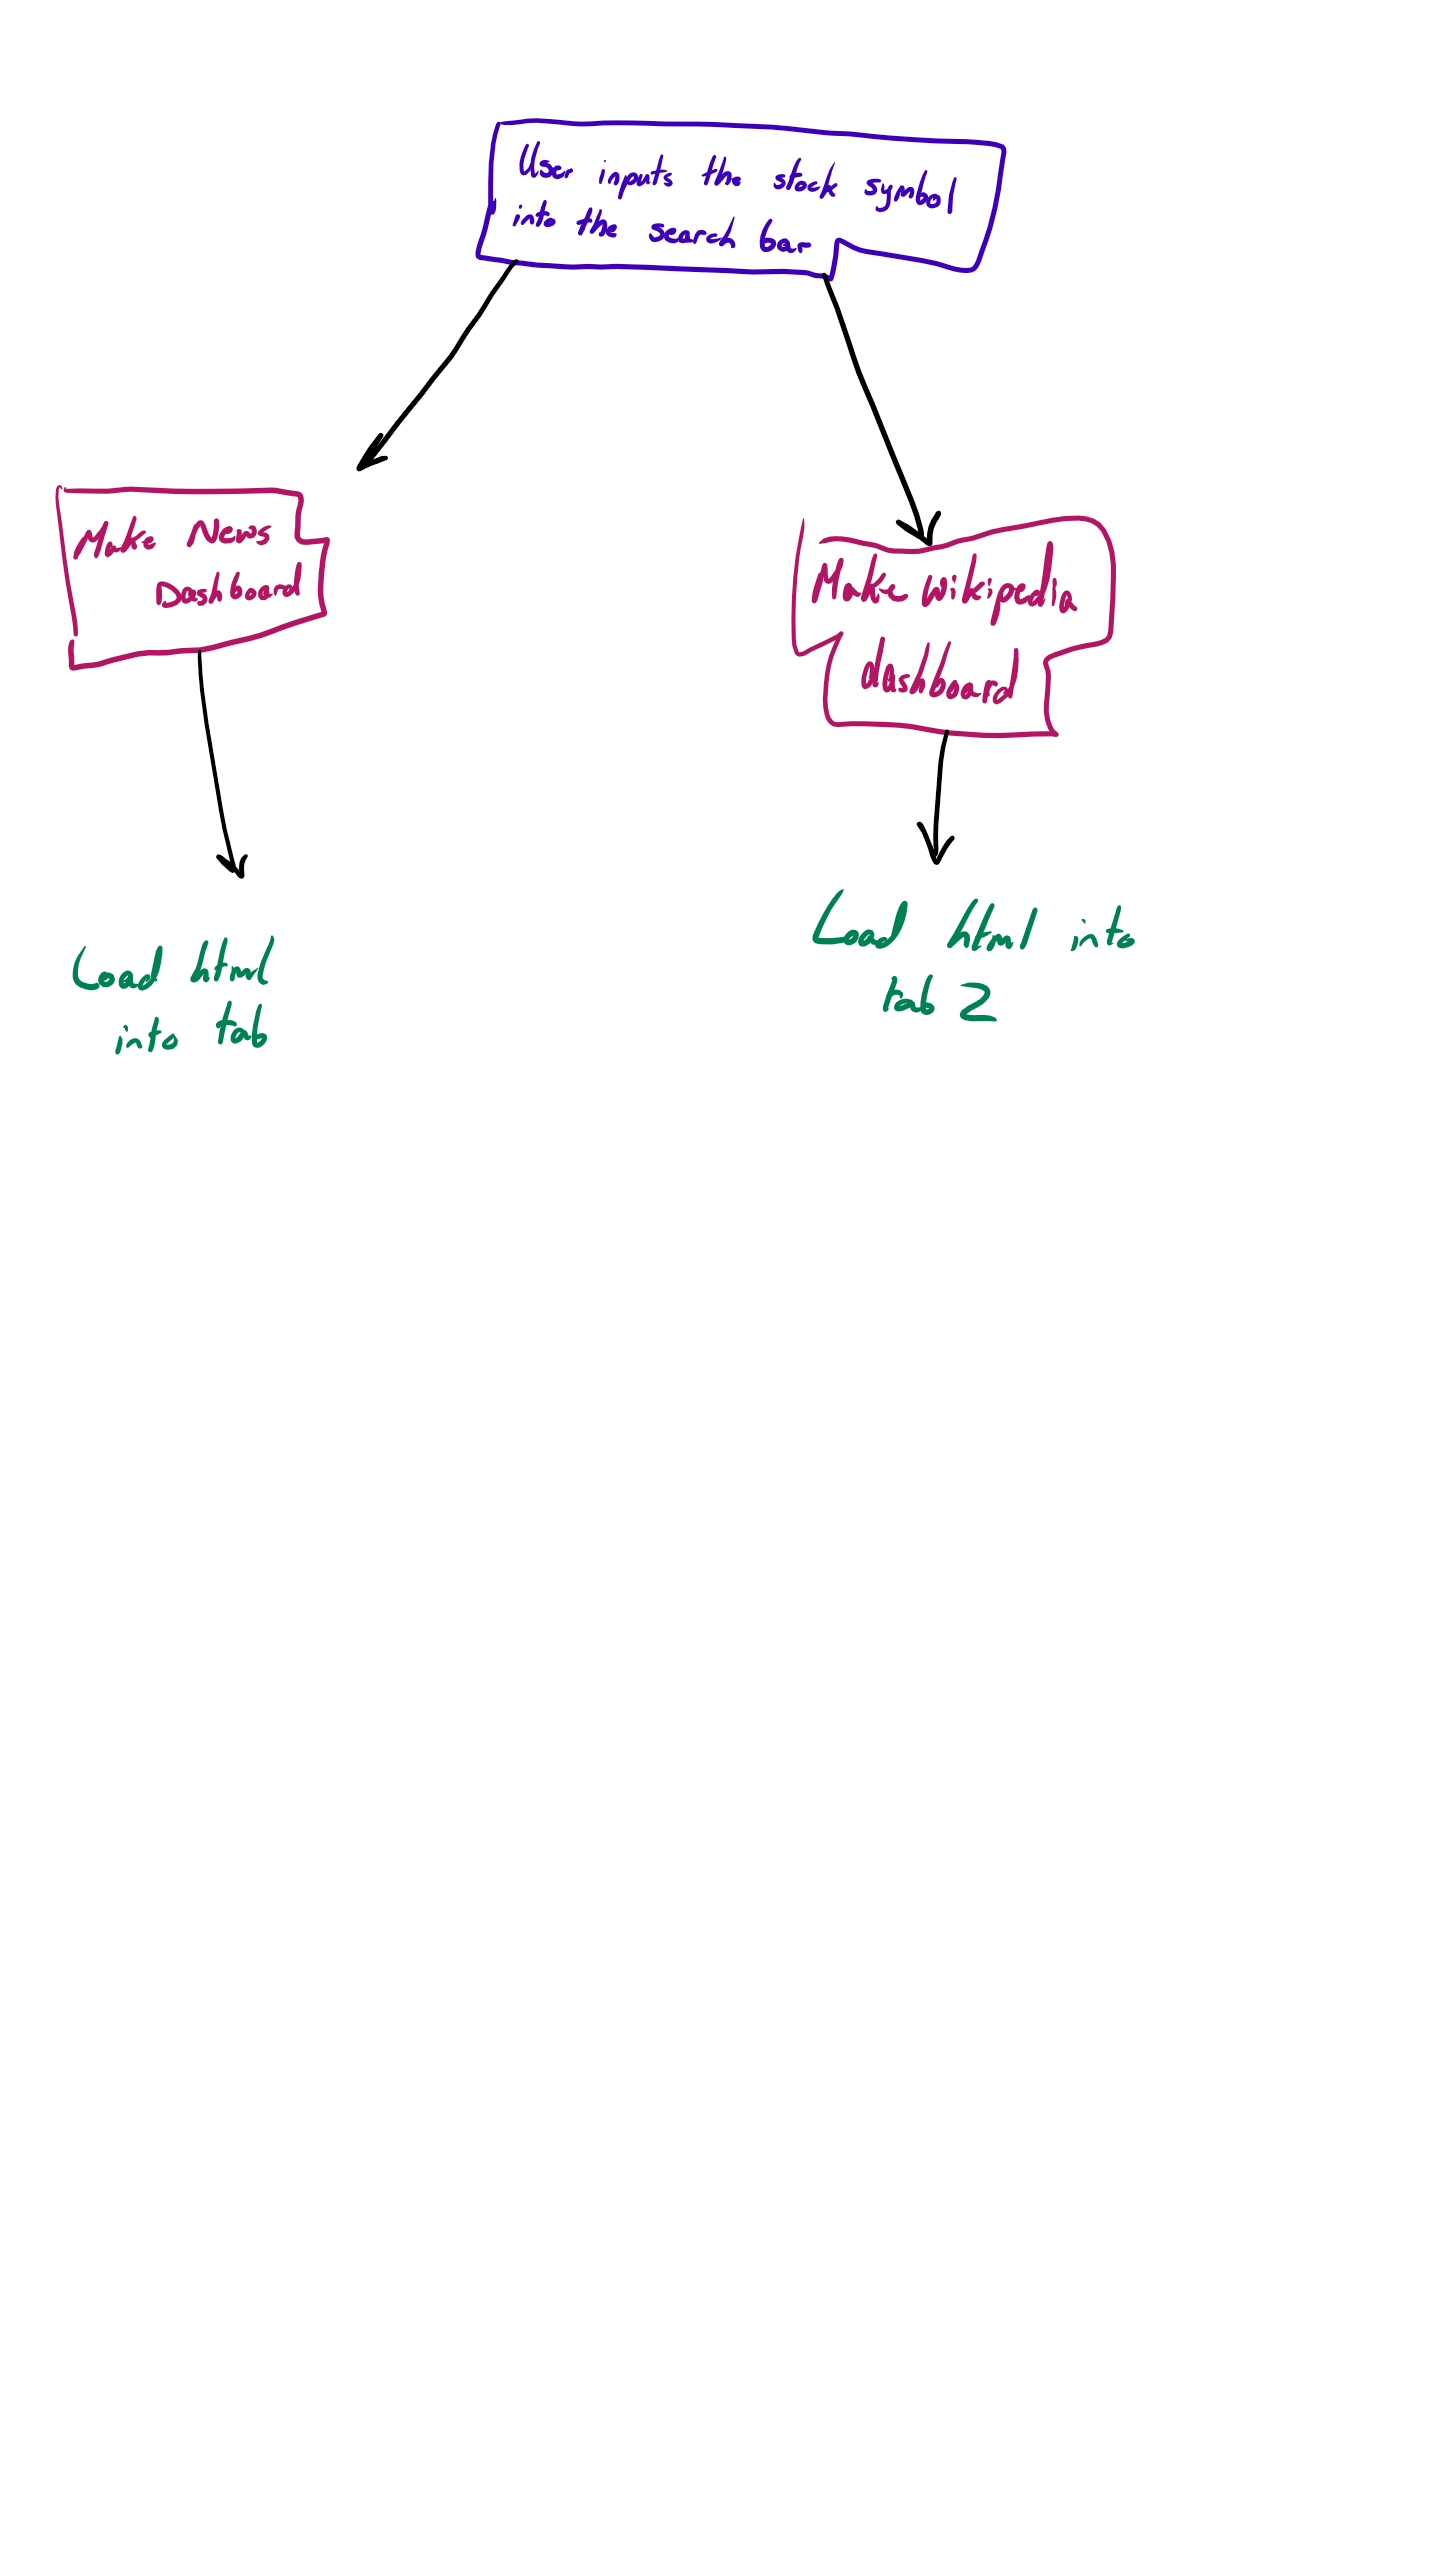 User inputs the stock symbol
into the search bar
Make News
Dashboard
Make Wikipedia
dashboard
Load html
into tab
Load html into
tab 2